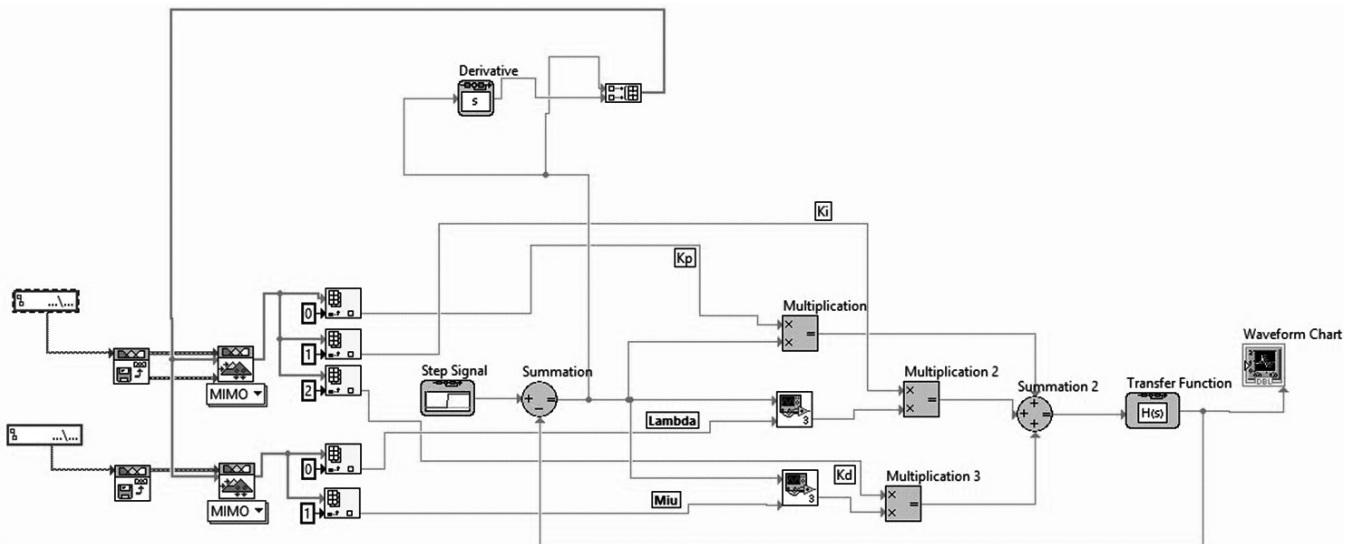 Derivative
s
Ki
Kp
...\...
0
1
2
MIMO
Step Signal
Summation
+
−
=
Multiplication
×
×
=
Multiplication 2
×
×
=
Summation 2
+
+
+
=
Transfer Function
H(s)
Waveform Chart
DBL
Lambda
3
...\...
0
1
MIMO
Miu
3
Kd
Multiplication 3
×
×
=